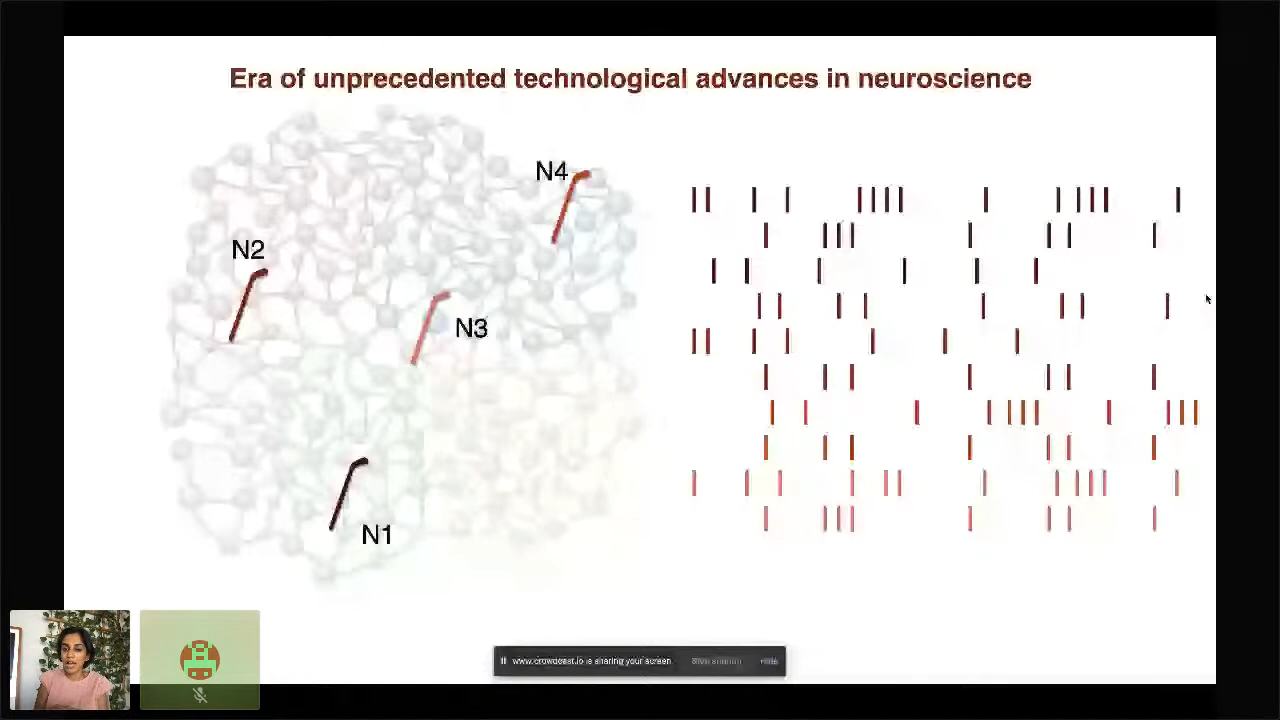 Era of unprecedented technological advances in neuroscience
N4
N2
N3
N1
www.crowdcast.io is sharing your screen